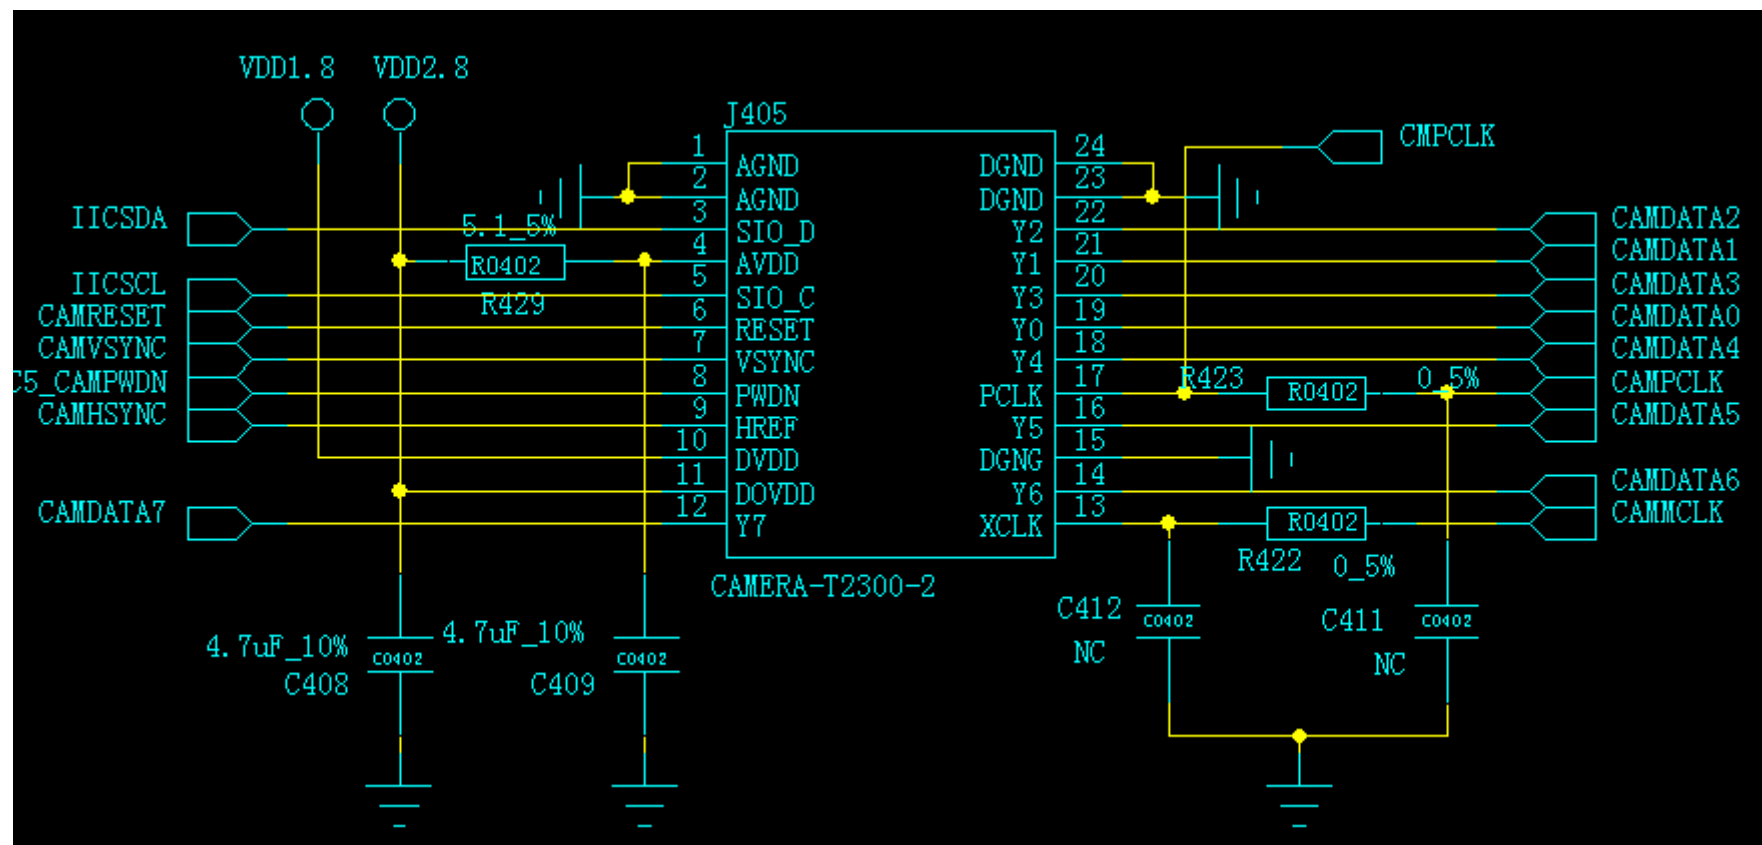 VDD1.8 VDD2.8
J405
CMPCLK
1 AGND DGND 24
2 AGND DGND 23
IICSDA 3 SIO_D Y2 22 CAMDATA2
5.1_5%
R0402
R429
4 AVDD Y1 21 CAMDATA1
IICSCL 5 SIO_C Y3 20 CAMDATA3
CAMRESET 6 RESET Y0 19 CAMDATA0
CAMVSYNC 7 VSYNC Y4 18 CAMDATA4
C5_CAMPWDN 8 PWDN PCLK 17 R423 R0402 0_5% CAMPCLK
CAMHSYNC 9 HREF Y5 16 CAMDATA5
10 DVDD DGNG 15
11 DOVDD Y6 14 CAMDATA6
CAMDATA7 12 Y7 XCLK 13 R0402 CAMMCLK
R422 0_5%
CAMERA-T2300-2
4.7uF_10% C0402 C408
4.7uF_10% C0402 C409
C412 C0402 NC
C411 C0402 NC